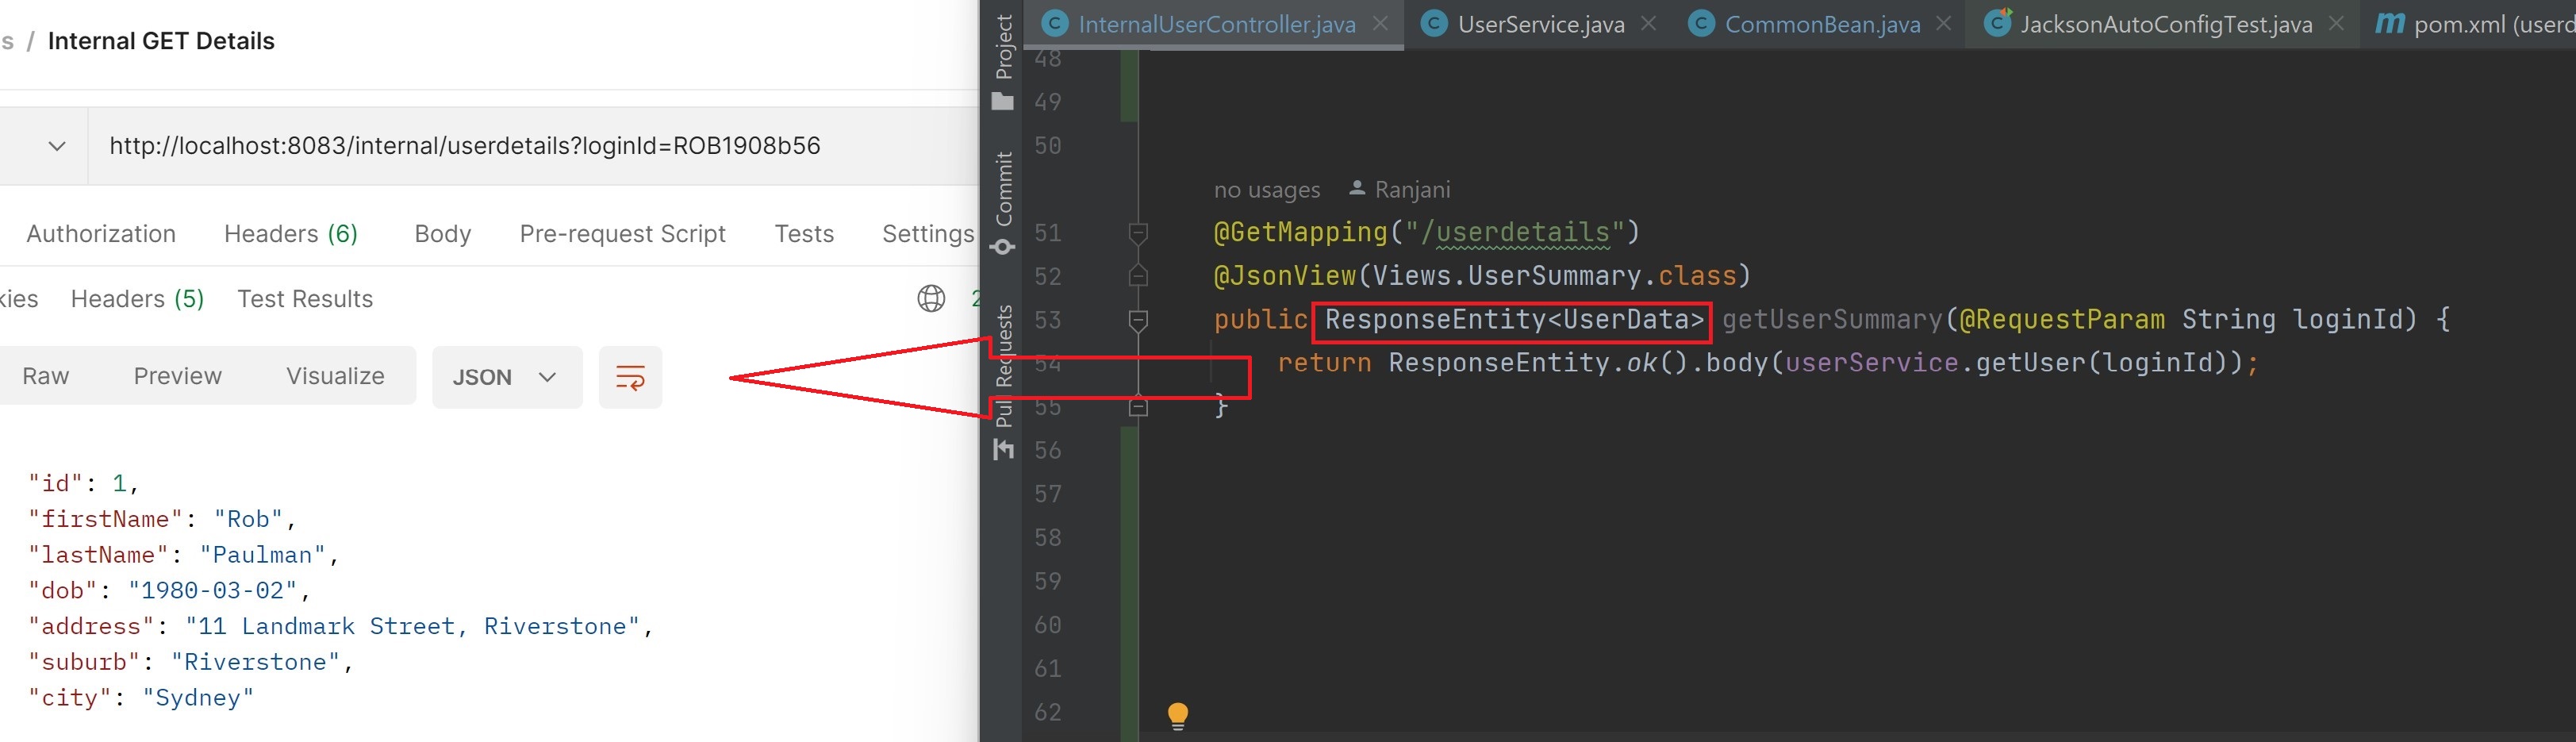 s / Internal GET Details
http://localhost:8083/internal/userdetails?loginId=ROB1908b56
Authorization Headers (6) Body Pre-request Script Tests Settings
kies Headers (5) Test Results 2
Raw Preview Visualize JSON
"id": 1,
"firstName": "Rob",
"lastName": "Paulman",
"dob": "1980-03-02",
"address": "11 Landmark Street, Riverstone",
"suburb": "Riverstone",
"city": "Sydney"
Project
Commit
Pull Requests
InternalUserController.java UserService.java CommonBean.java JacksonAutoConfigTest.java m pom.xml (userd
48
49
50
no usages Ranjani
51 @GetMapping("/userdetails")
52 @JsonView(Views.UserSummary.class)
53 public ResponseEntity<UserData> getUserSummary(@RequestParam String loginId) {
54 return ResponseEntity.ok().body(userService.getUser(loginId));
55 }
56
57
58
59
60
61
62